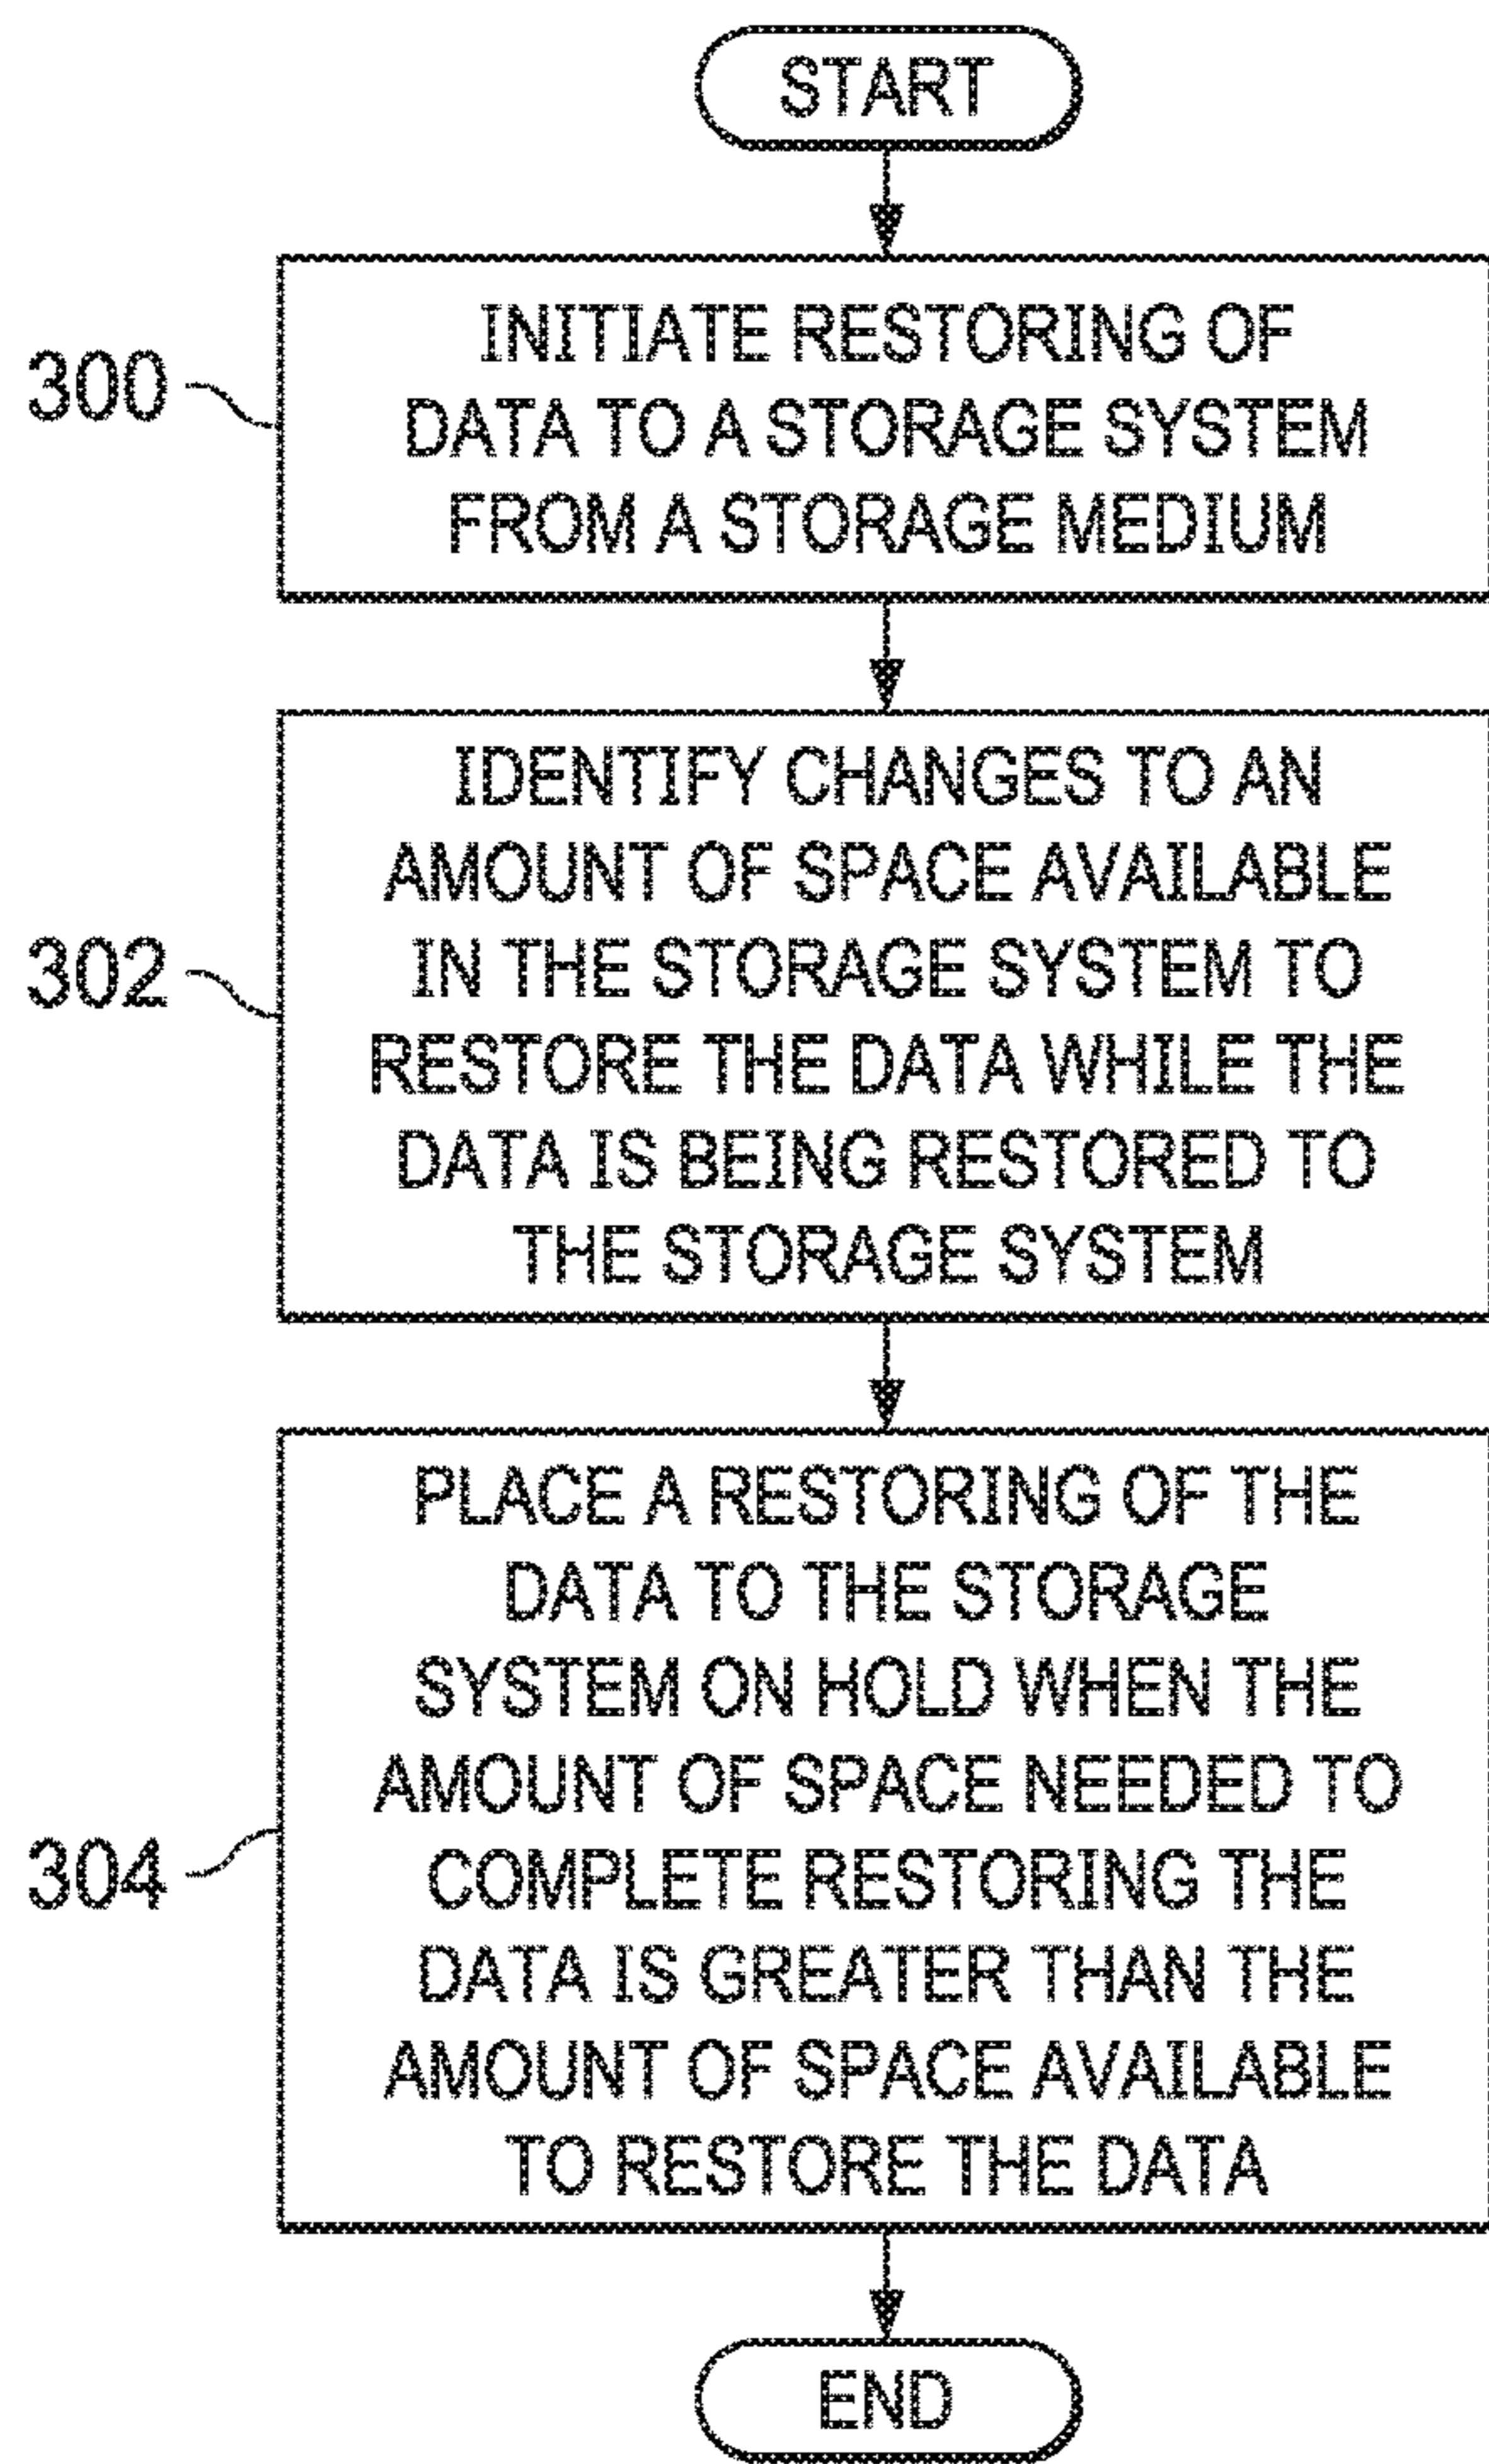 START
300
INITIATE RESTORING OF
DATA TO A STORAGE SYSTEM
FROM A STORAGE MEDIUM
302
IDENTIFY CHANGES TO AN
AMOUNT OF SPACE AVAILABLE
IN THE STORAGE SYSTEM TO
RESTORE THE DATA WHILE THE
DATA IS BEING RESTORED TO
THE STORAGE SYSTEM
304
PLACE A RESTORING OF THE
DATA TO THE STORAGE
SYSTEM ON HOLD WHEN THE
AMOUNT OF SPACE NEEDED TO
COMPLETE RESTORING THE
DATA IS GREATER THAN THE
AMOUNT OF SPACE AVAILABLE
TO RESTORE THE DATA
END